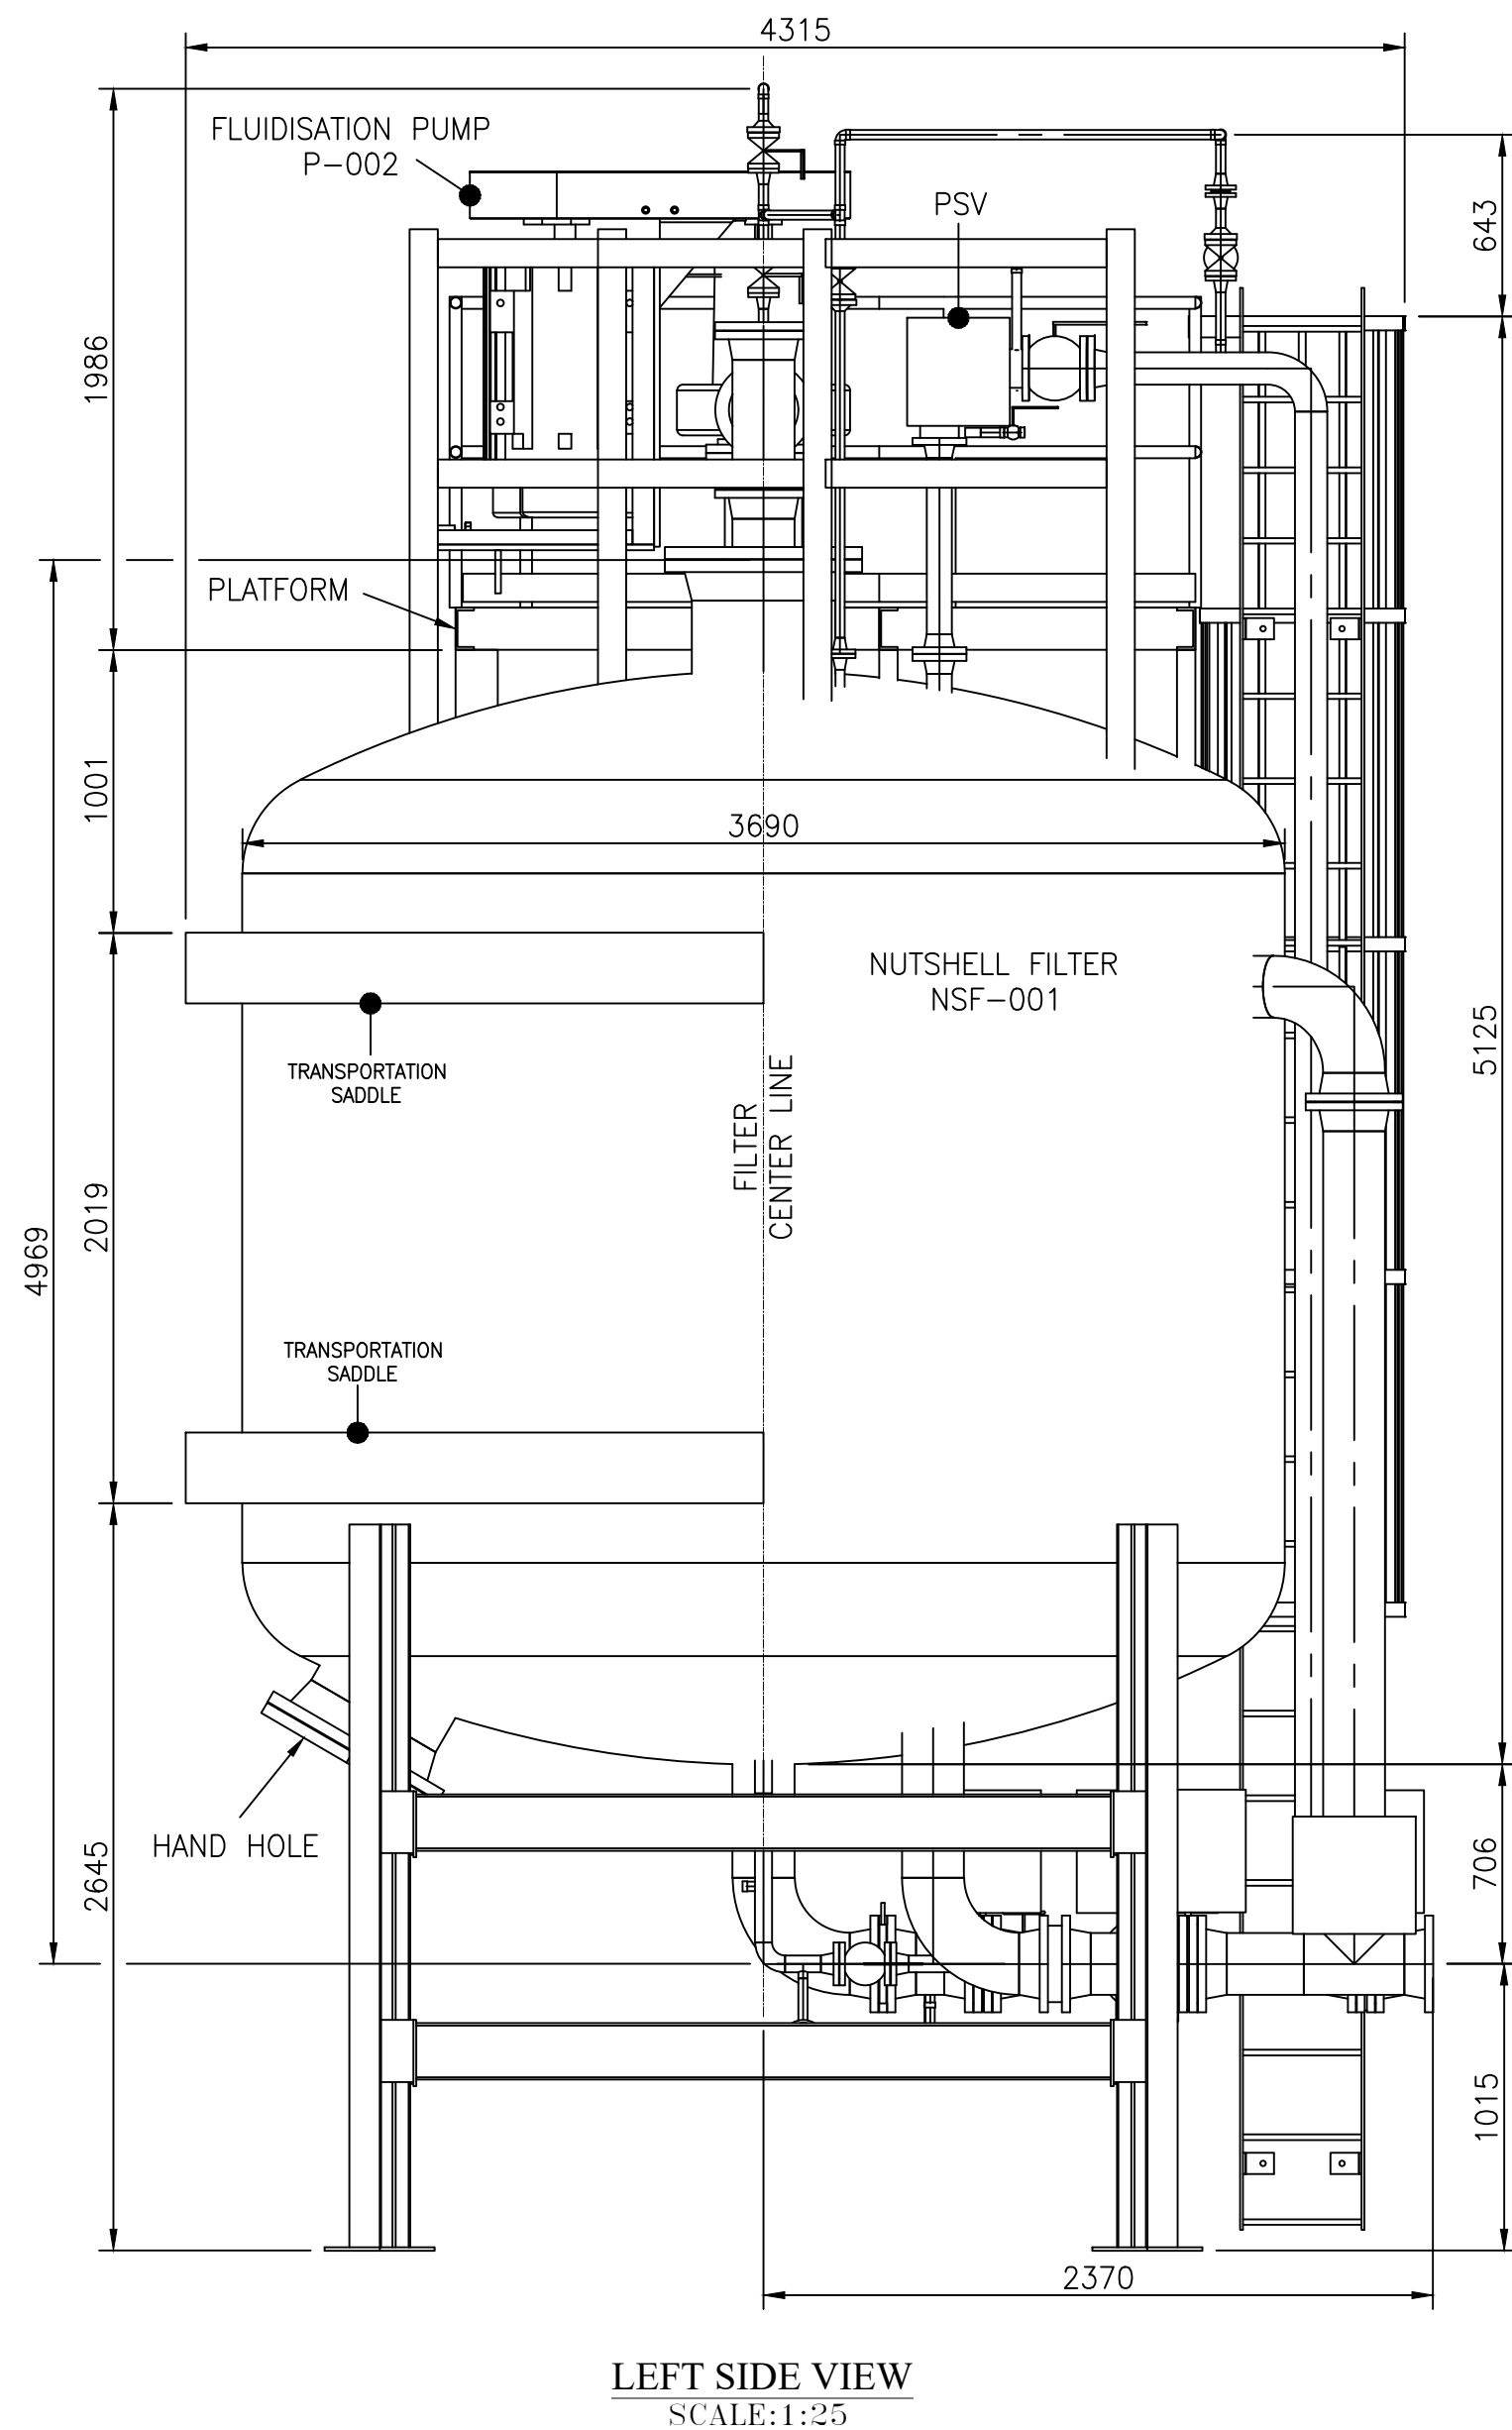 4315
FLUIDISATION PUMP
P-002
PSV
643
1986
PLATFORM
1001
3690
NUTSHELL FILTER
NSF-001
5125
TRANSPORTATION
SADDLE
FILTER
CENTER LINE
2019
4969
TRANSPORTATION
SADDLE
HAND HOLE
2645
706
1015
2370
LEFT SIDE VIEW
SCALE:1:25